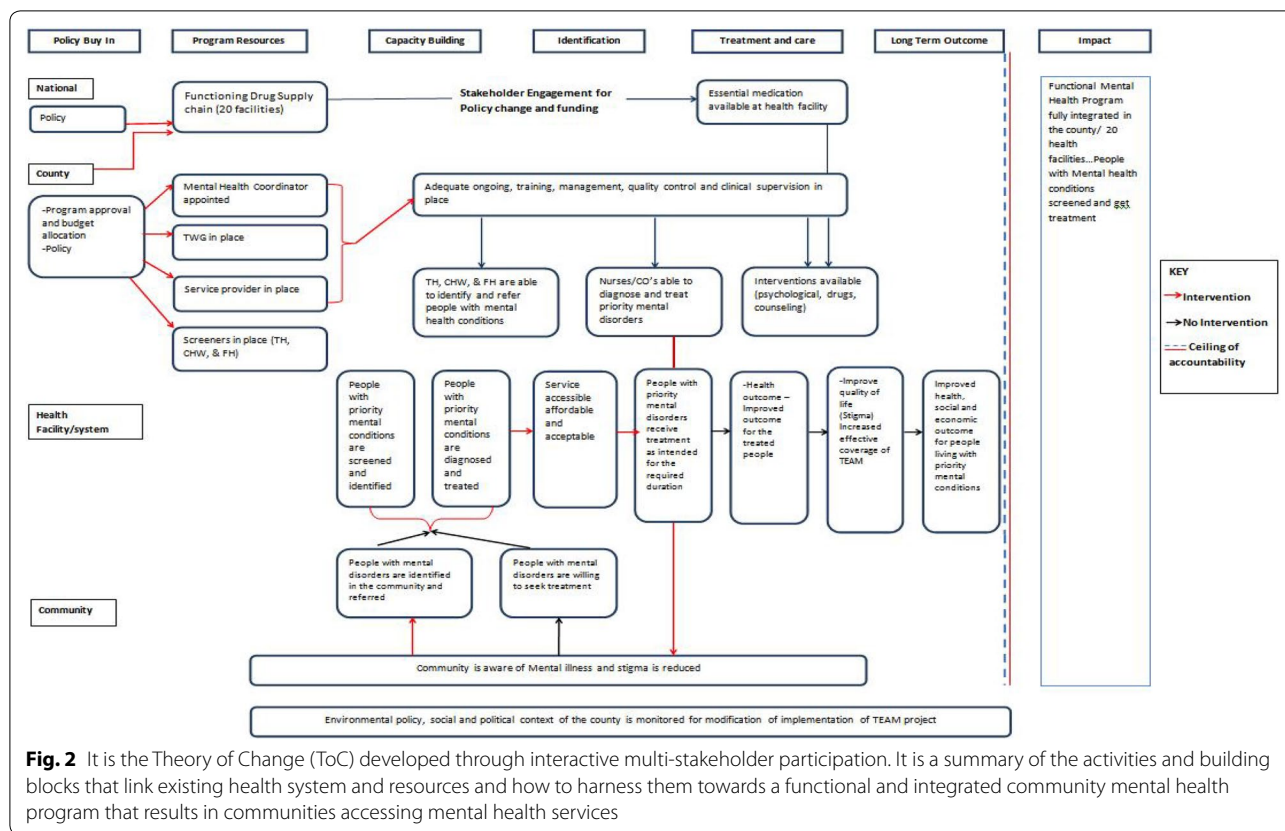 Policy Buy In
Program Resources
Capacity Building
Identification
Treatment and care
Long Term Outcome
Impact
National
Policy
Functioning Drug Supply
chain (20 facilities)
Stakeholder Engagement for
Policy change and funding
Essential medication
available at health facility
Functional Mental
Health Program
fully integrated in
the county/ 20
health
facilities...People
with Mental health
conditions
screened and get
treatment
County
-Program approval
and budget
allocation
-Policy
Mental Health Coordinator
appointed
TWG in place
Service provider in place
Screeners in place (TH,
CHW, & FH)
Adequate ongoing, training, management, quality control and clinical supervision in
place
TH, CHW, & FH are able
to identify and refer
people with mental
health conditions
Nurses/CO's able to
diagnose and treat
priority mental
disorders
Interventions available
(psychological, drugs,
counseling)
KEY
Intervention
No Intervention
Ceiling of
accountability
Health
Facility/system
People
with
priority
mental
conditions
are
screened
and
identified
People
with
priority
mental
conditions
are
diagnosed
and
treated
Service
accessible
affordable
and
acceptable
People with
priority
mental
disorders
receive
treatment
as intended
for the
required
duration
-Health
outcome –
Improved
outcome
for the
treated
people
-Improve
quality of
life
(Stigma)
Increased
effective
coverage of
TEAM
Improved
health,
social and
economic
outcome
for people
living with
priority
mental
conditions
People with mental
disorders are identified
in the community and
referred
People with mental
disorders are willing
to seek treatment
Community
Community is aware of Mental illness and stigma is reduced
Environmental policy, social and political context of the county is monitored for modification of implementation of TEAM project
Fig. 2 It is the Theory of Change (ToC) developed through interactive multi-stakeholder participation. It is a summary of the activities and building
blocks that link existing health system and resources and how to harness them towards a functional and integrated community mental health
program that results in communities accessing mental health services